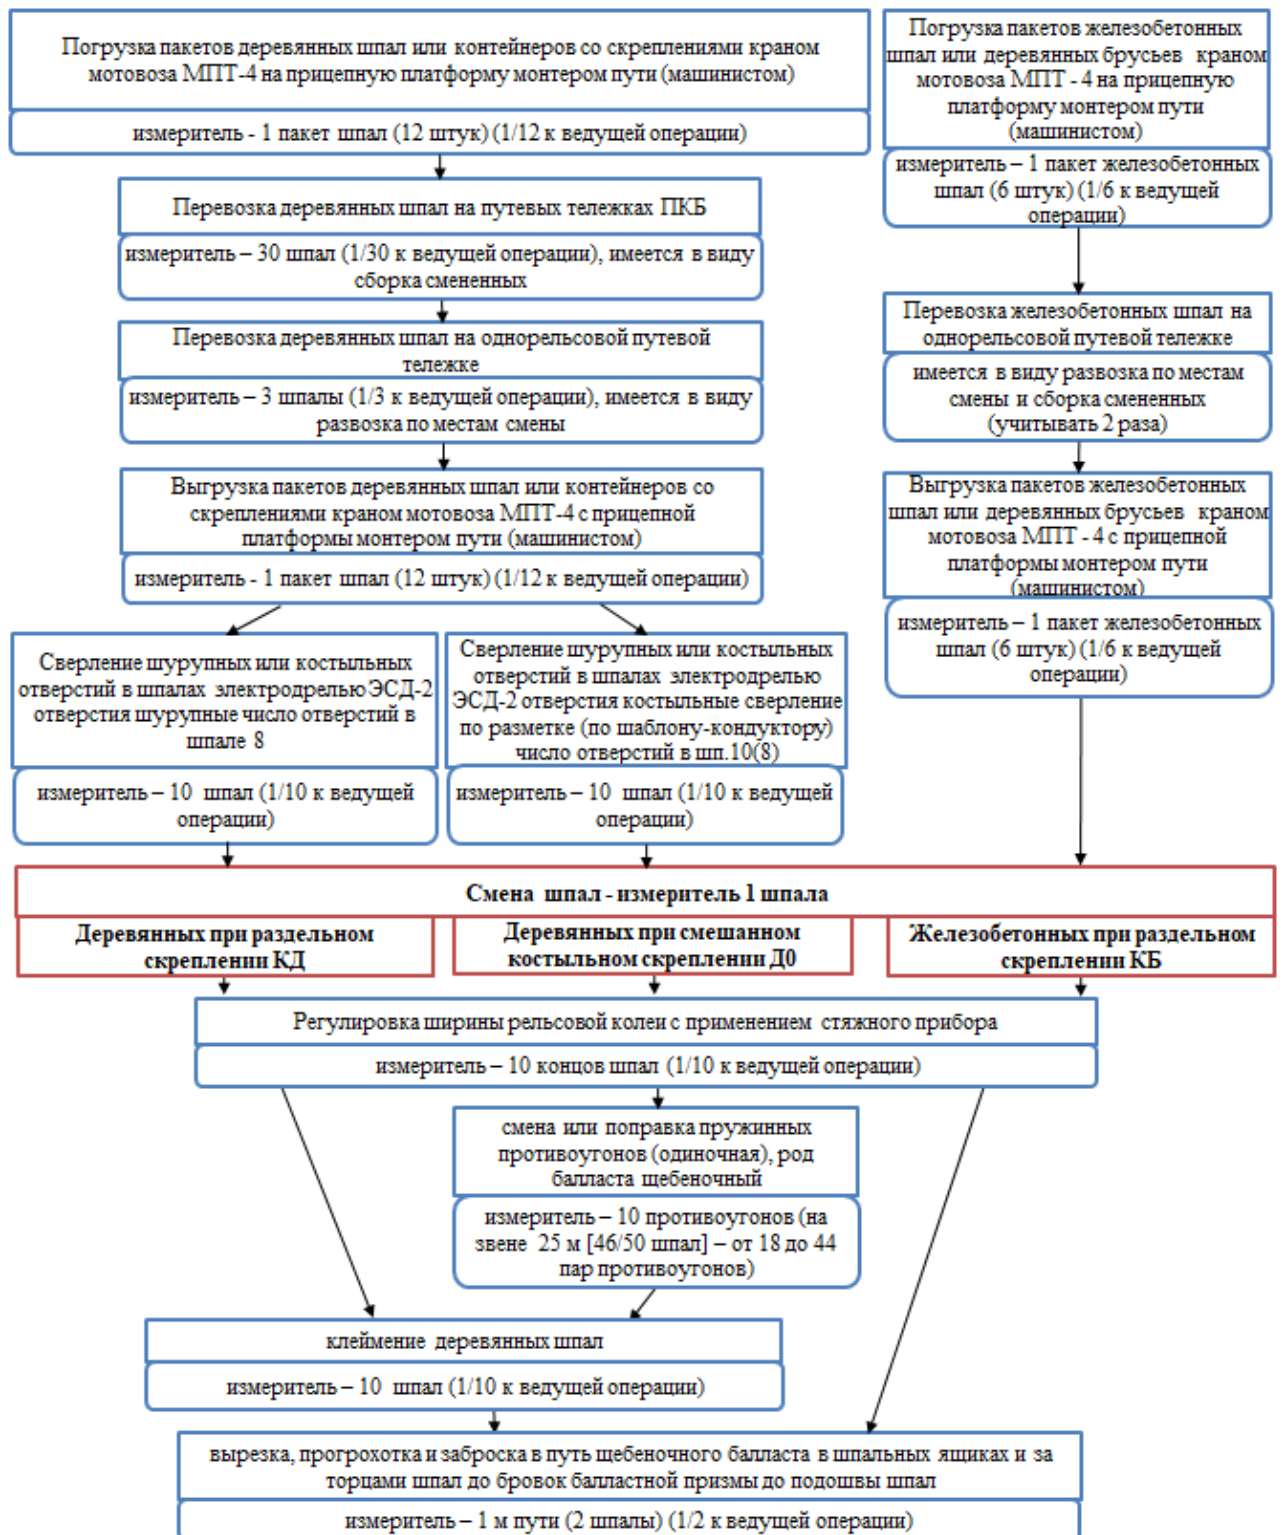 Погрузка пакетов деревянных шпал или контейнеров со скреплениями краном
мотовоза МПТ-4 на прицепную платформу монтером пути (машинистом)
измеритель - 1 пакет шпал (12 штук) (1/12 к ведущей операции)
Перевозка деревянных шпал на путевых тележках ПКБ
измеритель – 30 шпал (1/30 к ведущей операции), имеется в виду
сборка смененных
Перевозка деревянных шпал на однорельсовой путевой
тележке
измеритель – 3 шпалы (1/3 к ведущей операции), имеется в виду
развозка по местам смены
Выгрузка пакетов деревянных шпал или контейнеров со
скреплениями краном мотовоза МПТ-4 с прицепной
платформы монтером пути (машинистом)
измеритель - 1 пакет шпал (12 штук) (1/12 к ведущей операции)
Сверление шурупных или костыльных
отверстий в шпалах электродрелью ЭСД-2
отверстия шурупные число отверстий в
шпале 8
измеритель – 10 шпал (1/10 к ведущей
операции)
Сверление шурупных или костыльных
отверстий в шпалах электродрелью
ЭСД-2 отверстия костыльные сверление
по разметке (по шаблону-кондуктору)
число отверстий в шп.10(8)
измеритель – 10 шпал (1/10 к ведущей
операции)
Погрузка пакетов железобетонных
шпал или деревянных брусьев краном
мотовоза МПТ - 4 на прицепную
платформу монтером пути
(машинистом)
измеритель – 1 пакет железобетонных
шпал (6 штук) (1/6 к ведущей
операции)
Перевозка железобетонных шпал на
однорельсовой путевой тележке
имеется в виду развозка по местам
смены и сборка смененных
(учитывать 2 раза)
Выгрузка пакетов железобетонных
шпал или деревянных брусьев краном
мотовоза МПТ - 4 с прицепной
платформы монтером пути
(машинистом)
измеритель – 1 пакет железобетонных
шпал (6 штук) (1/6 к ведущей
операции)
Смена шпал - измеритель 1 шпала
Деревянных при раздельном
скреплении КД
Деревянных при смешанном
костыльном скреплении Д0
Железобетонных при раздельном
скреплении КБ
Регулировка ширины рельсовой колеи с применением стяжного прибора
измеритель – 10 концов шпал (1/10 к ведущей операции)
смена или поправка пружинных
противоугонов (одиночная), род
балласта щебеночный
измеритель – 10 противоугонов (на
звене 25 м [46/50 шпал] – от 18 до 44
пар противоугонов)
клеймение деревянных шпал
измеритель – 10 шпал (1/10 к ведущей операции)
вырезка, прогрохотка и заброска в путь щебеночного балласта в шпальных ящиках и за
торцами шпал до бровок балластной призмы до подошвы шпал
измеритель – 1 м пути (2 шпалы) (1/2 к ведущей операции)